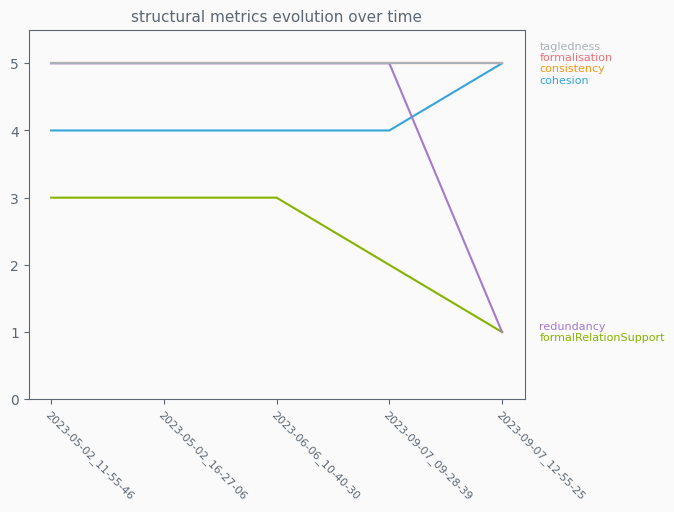 structural metrics evolution over time
tagledness
formalisation
consistency
cohesion
5
4
3
2
1
0
redundancy
formalRelationSupport
2023-05-02_11-55-46
2023-05-02_16-27-06
2023-06-06_10-40-30
2023-09-07_09-28-39
2023-09-07_12-55-25